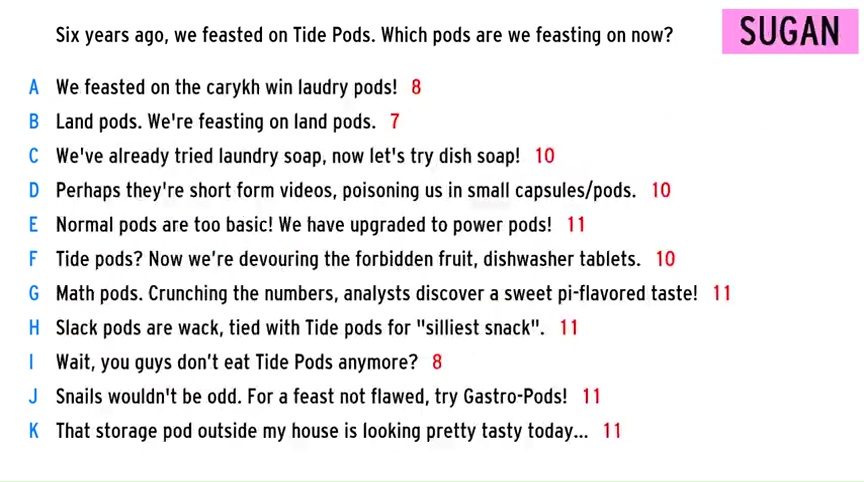 Six years ago, we feasted on Tide Pods. Which pods are we feasting on now?
SUGAN
A We feasted on the carykh win laudry pods! 8
B Land pods. We're feasting on land pods. 7
C We've already tried laundry soap, now let's try dish soap! 10
D Perhaps they're short form videos, poisoning us in small capsules/pods. 10
E Normal pods are too basic! We have upgraded to power pods! 11
F Tide pods? Now we're devouring the forbidden fruit, dishwasher tablets. 10
G Math pods. Crunching the numbers, analysts discover a sweet pi-flavored taste! 11
H Slack pods are wack, tied with Tide pods for "silliest snack". 11
I Wait, you guys don't eat Tide Pods anymore? 8
J Snails wouldn't be odd. For a feast not flawed, try Gastro-Pods! 11
K That storage pod outside my house is looking pretty tasty today... 11